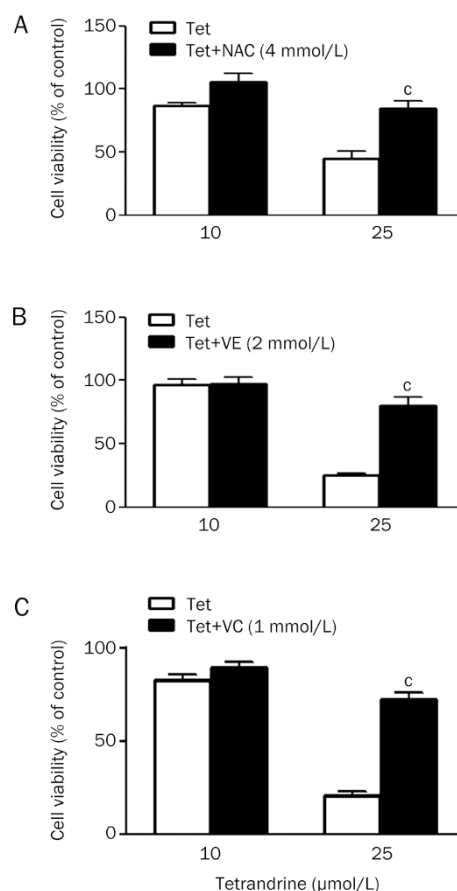 A
Tet
Tet+NAC (4 mmol/L)
Cell viability (% of control)
150
100
50
0
c
10
25
B
Tet
Tet+VE (2 mmol/L)
Cell viability (% of control)
150
100
50
0
c
10
25
C
Tet
Tet+VC (1 mmol/L)
Cell viability (% of control)
100
50
0
c
10
25
Tetrandrine (μmol/L)